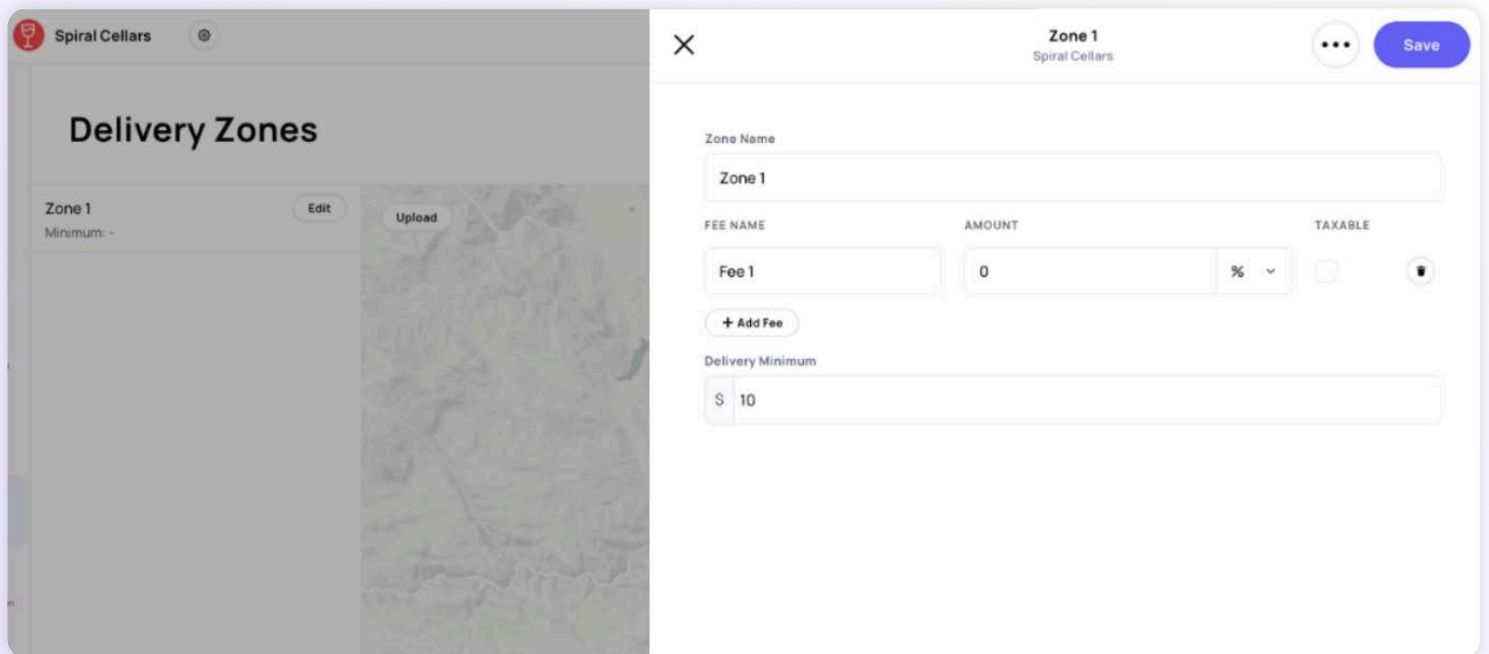 Spiral Cellars
Delivery Zones
Zone 1
Edit
Minimum: -
Upload
Zone 1
Spiral Cellars
Save
Zone Name
Zone 1
FEE NAME AMOUNT TAXABLE
Fee 1 0 %
+ Add Fee
Delivery Minimum
$ 10